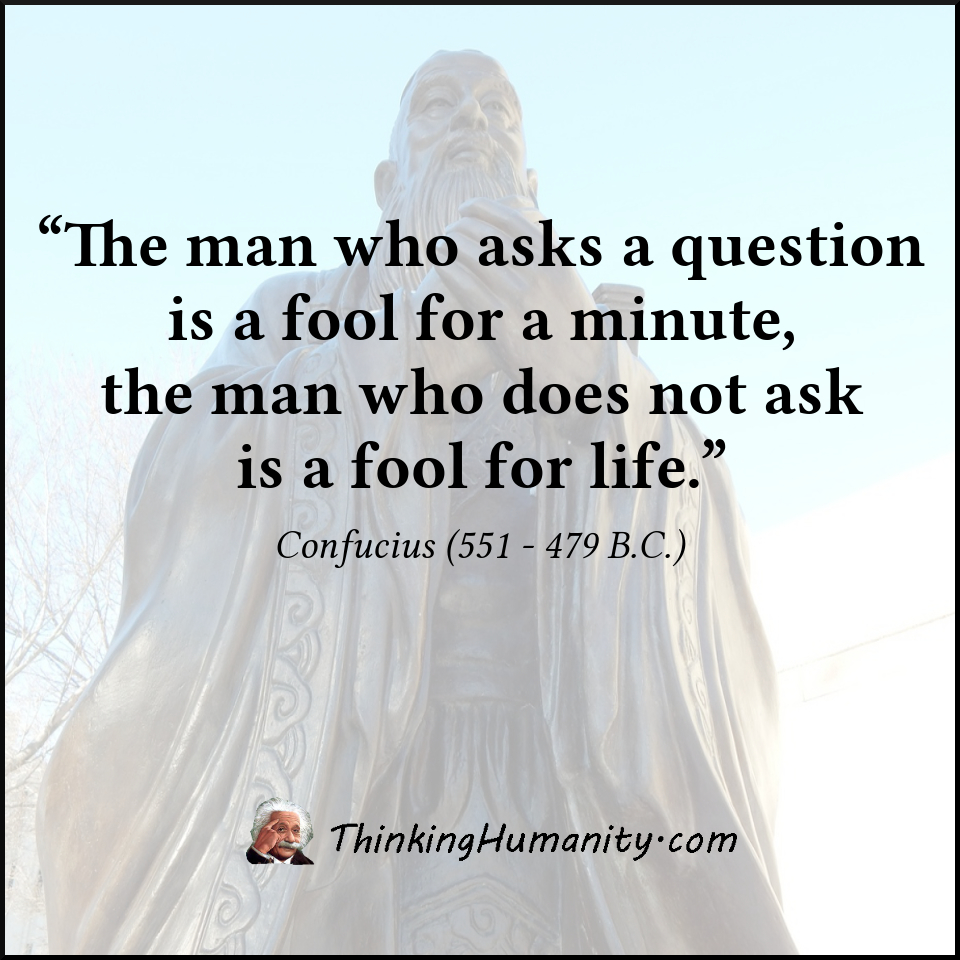 “The man who asks a question
is a fool for a minute,
the man who does not ask
is a fool for life.”
Confucius (551 - 479 B.C.)
ThinkingHumanity.com